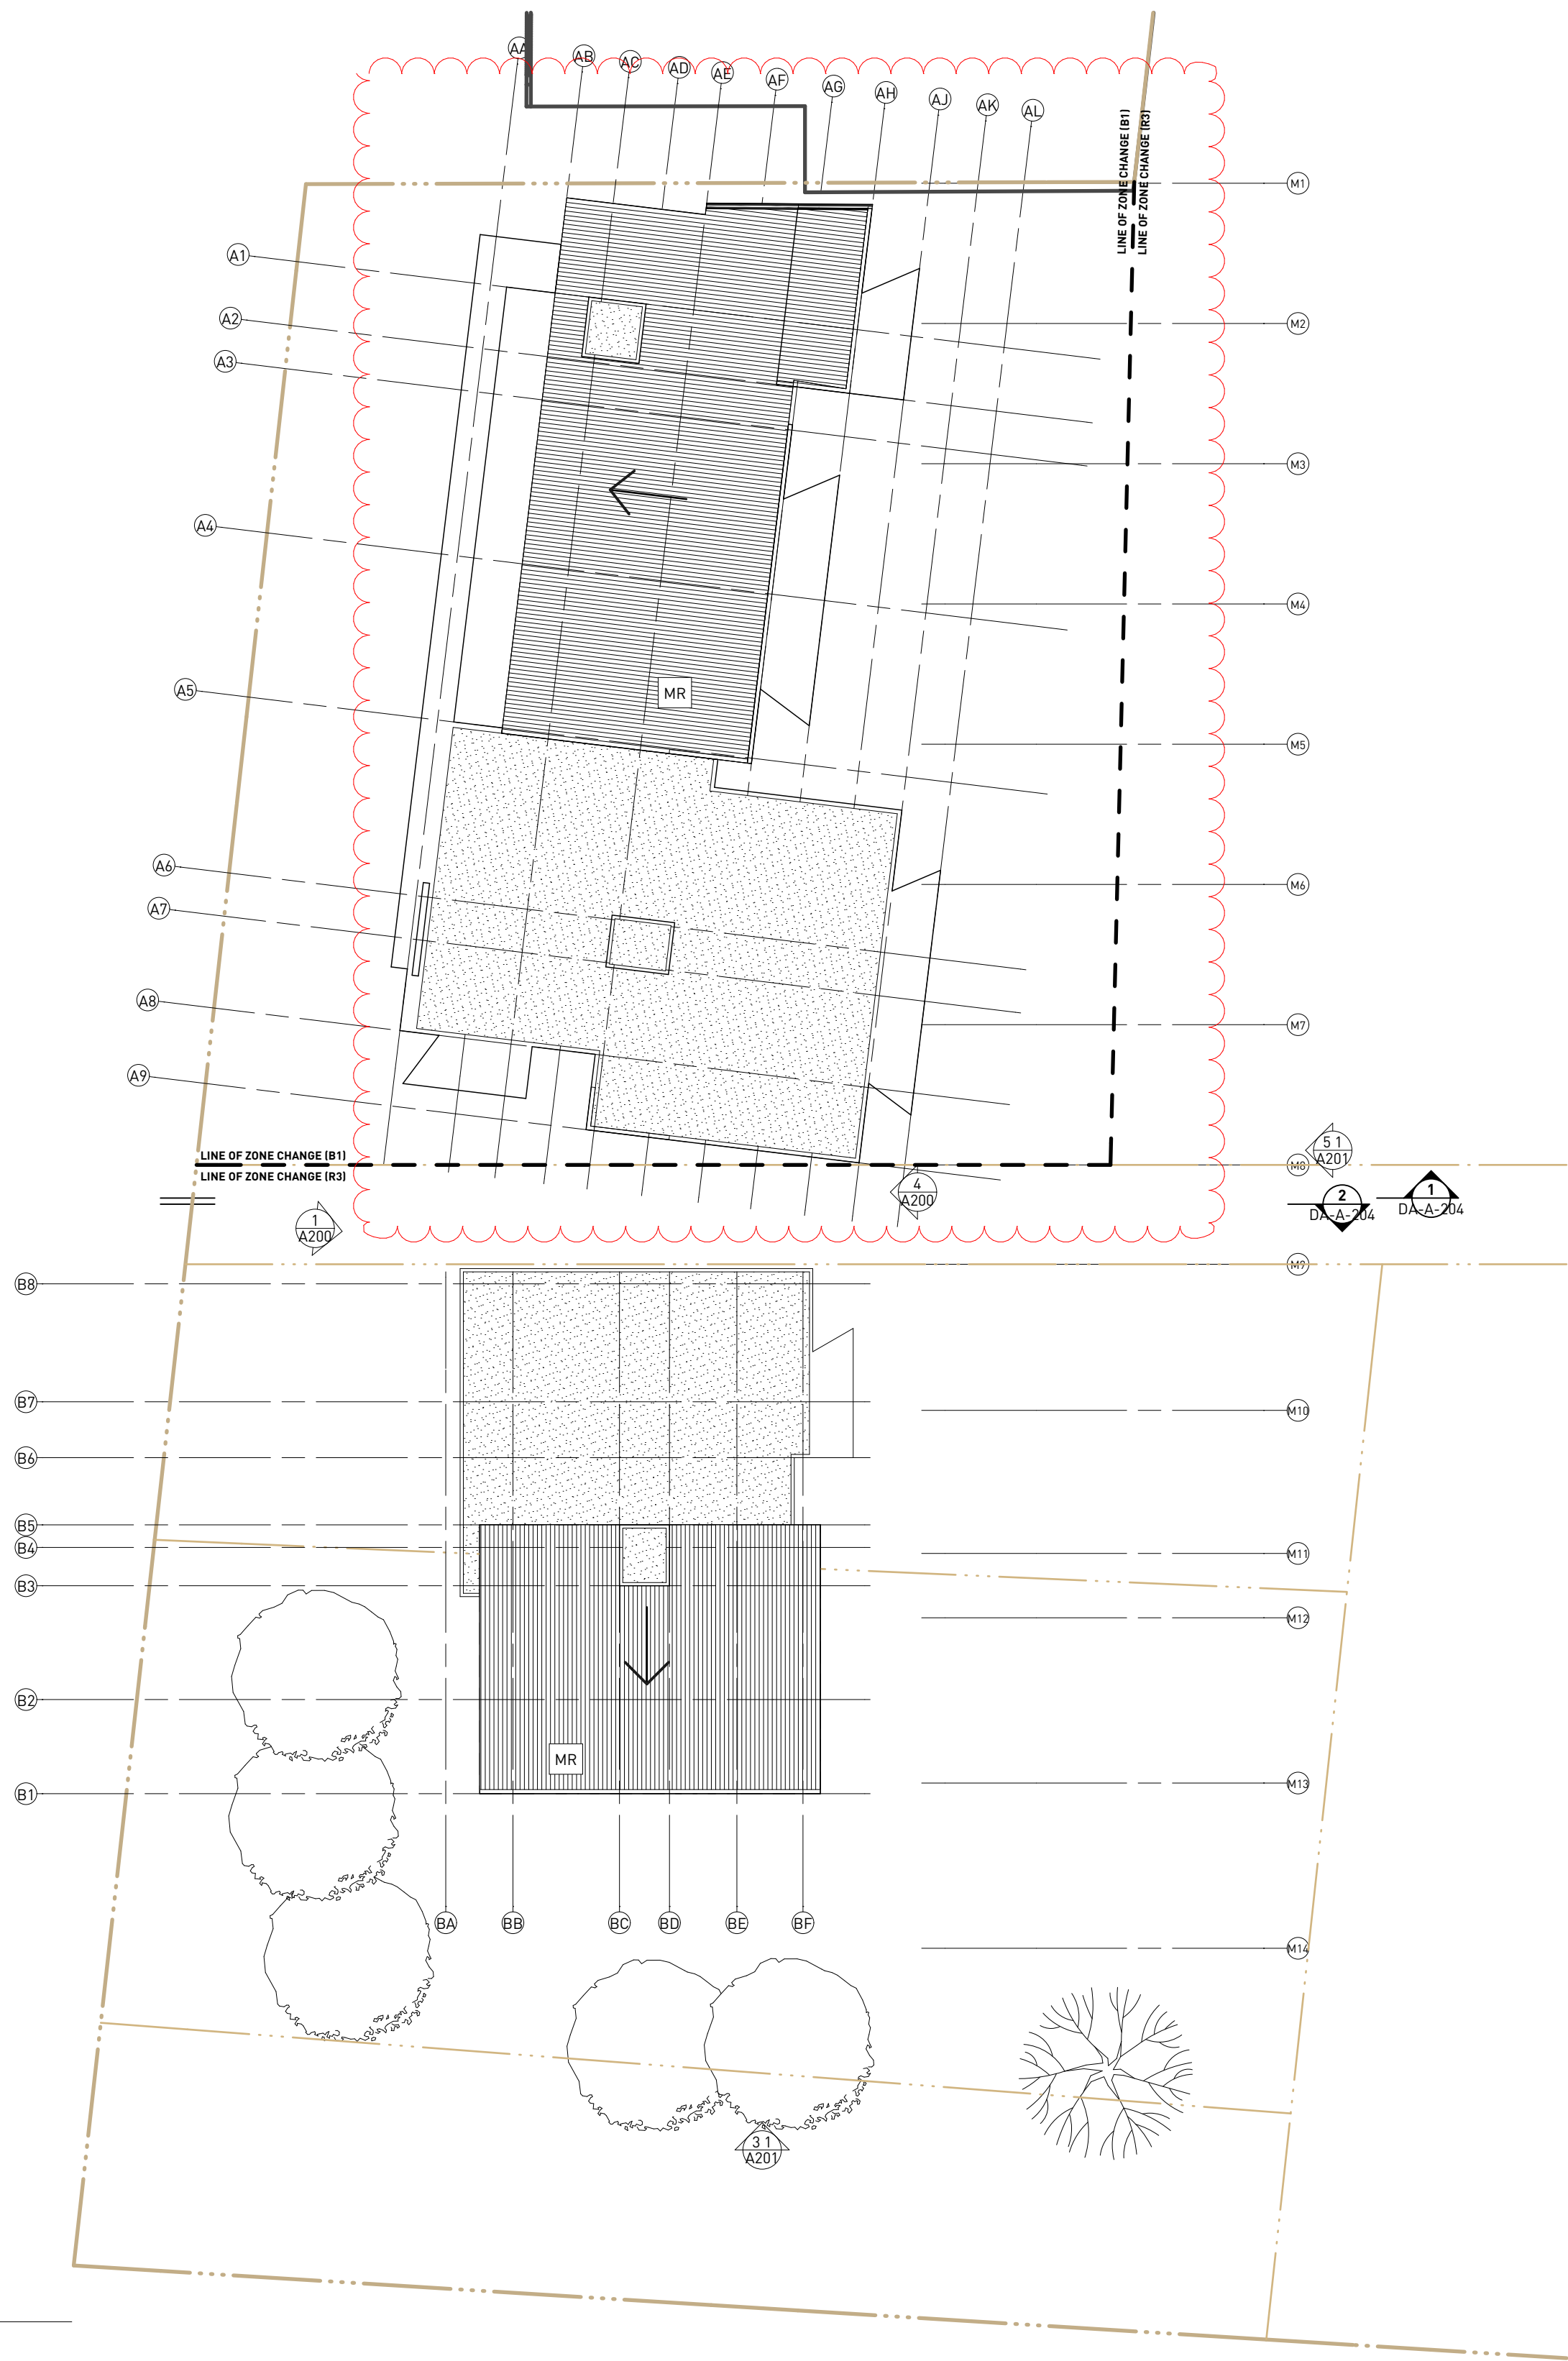 AA
AB
AC
AD
AE
AF
AG
AH
AJ
AK
AL
LINE OF ZONE CHANGE (B1)
LINE OF ZONE CHANGE (R3)
M1
A1
A2
M2
A3
M3
A4
M4
A5
MR
M5
A6
M6
A7
A8
M7
A9
LINE OF ZONE CHANGE (B1)
LINE OF ZONE CHANGE (R3)
M8
5 1
A201
4
A200
2
DA-A-204
1
DA-A-204
1
A200
M9
B8
B7
M10
B6
B5
B4
M11
B3
M12
B2
MR
M13
B1
BA
BB
BC
BD
BE
BF
M14
3 1
A201